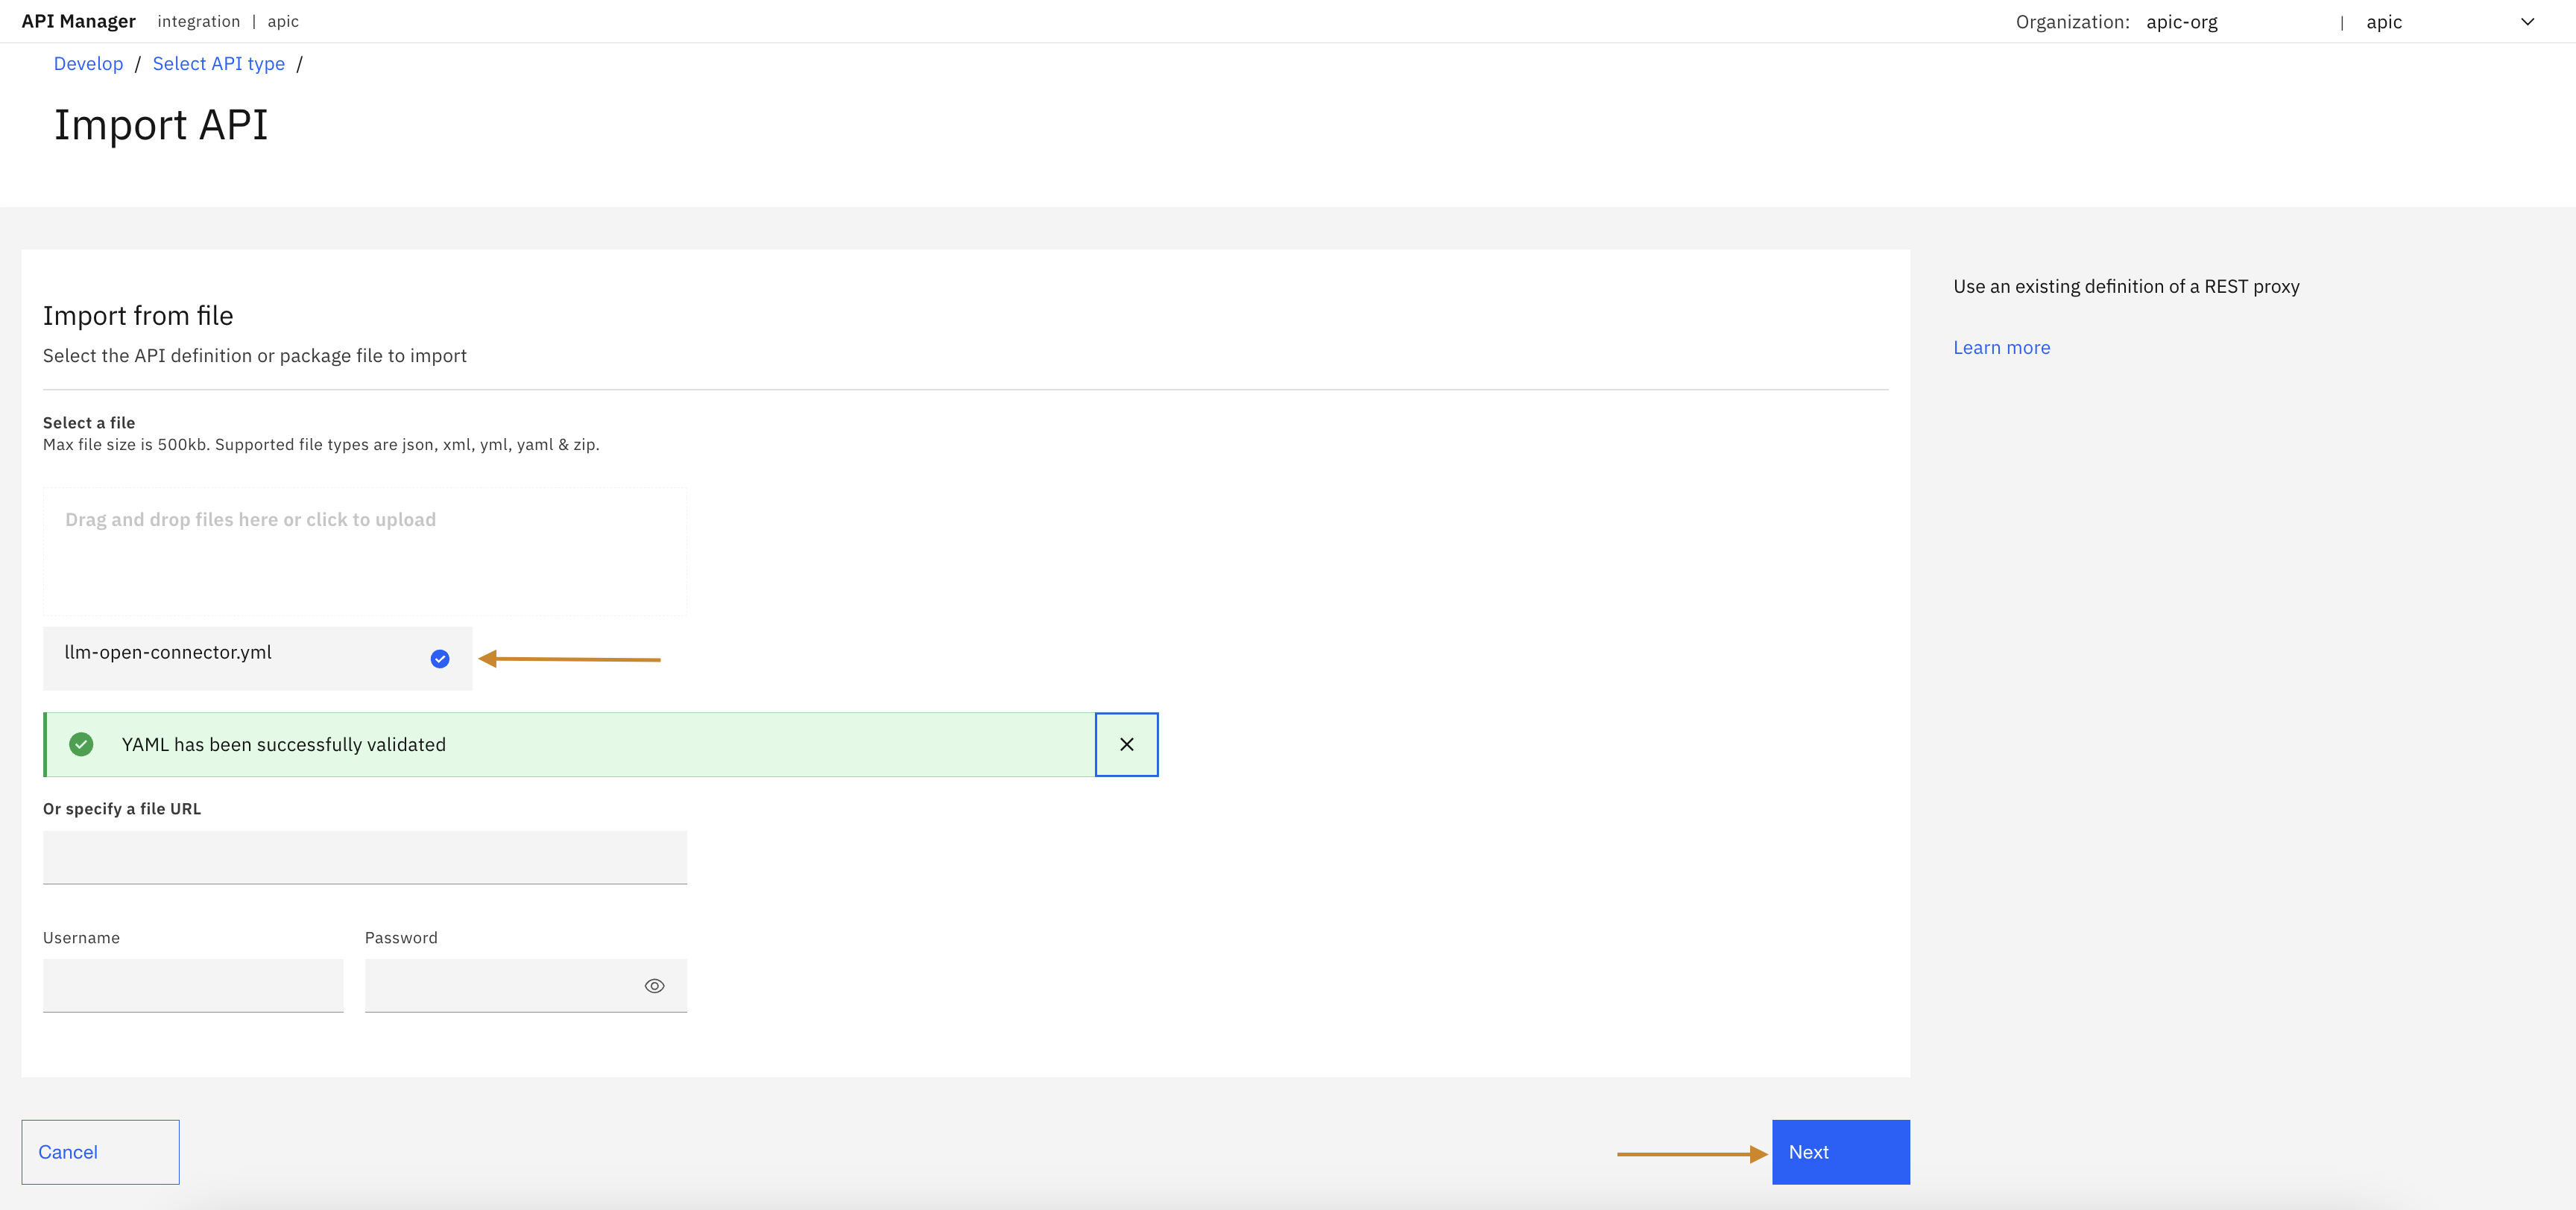 API Manager integration | apic Organization: apic-org | apic
Develop / Select API type /
Import API
Import from file
Select the API definition or package file to import
Use an existing definition of a REST proxy
Learn more
Select a file
Max file size is 500kb. Supported file types are json, xml, yml, yaml & zip.
Drag and drop files here or click to upload
llm-open-connector.yml
YAML has been successfully validated
Or specify a file URL
Username Password
Cancel Next